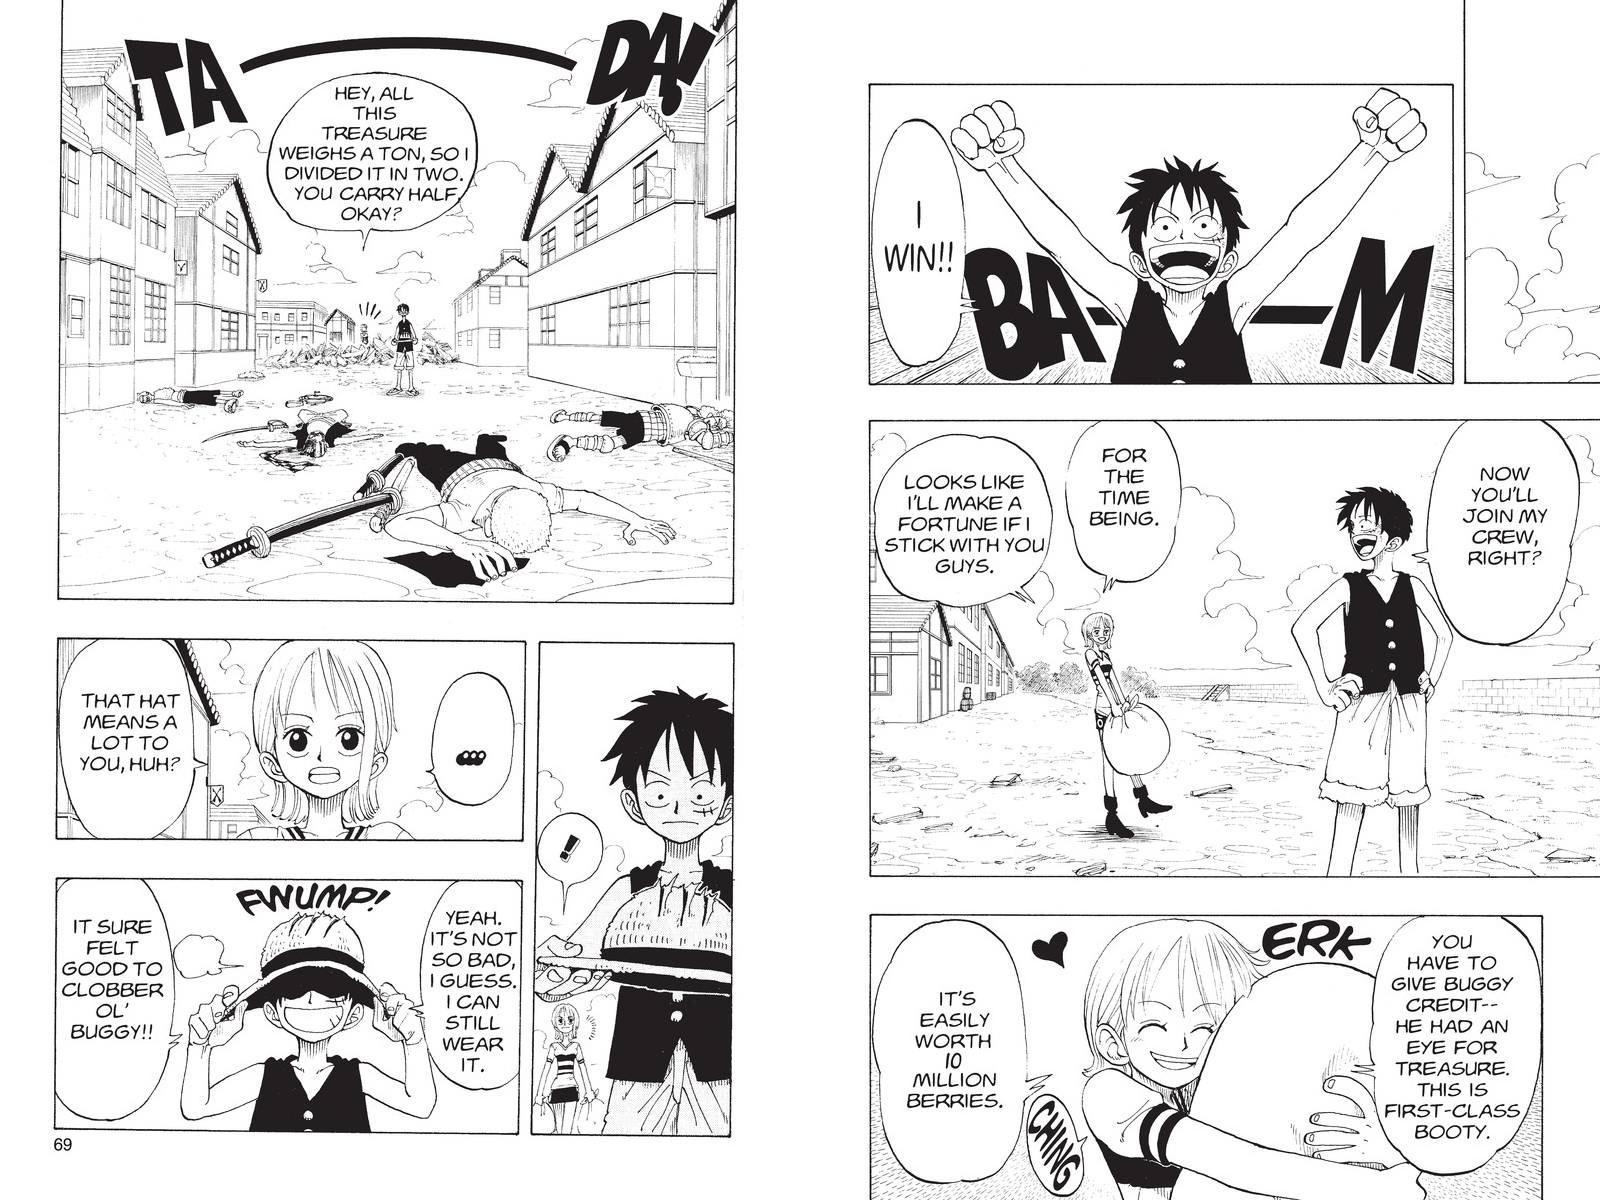 I
WIN!!
BA-M
NOW
YOU'LL
JOIN MY
CREW,
RIGHT?
FOR
THE
TIME
BEING.
LOOKS LIKE
I'LL MAKE A
FORTUNE IF I
STICK WITH YOU
GUYS.
YOU
HAVE TO
GIVE BUGGY
CREDIT--
HE HAD AN
EYE FOR
TREASURE.
THIS IS
FIRST-CLASS
BOOTY.
ERK
IT'S
EASILY
WORTH
10
MILLION
BERRIES.
CHING
TA DA!
HEY, ALL
THIS
TREASURE
WEIGHS A TON, SO I
DIVIDED IT IN TWO.
YOU CARRY HALF,
OKAY?
!
...
THAT HAT
MEANS A
LOT TO
YOU, HUH?
YEAH.
IT'S NOT
SO BAD,
I GUESS.
I CAN
STILL
WEAR
IT.
FWUMP!
IT SURE
FELT
GOOD TO
CLOBBER
OL'
BUGGY!!
69